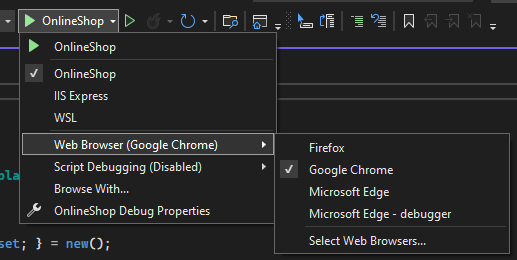 OnlineShop
OnlineShop
OnlineShop
IIS Express
WSL
Web Browser (Google Chrome)
Script Debugging (Disabled)
Browse With...
OnlineShop Debug Properties
Firefox
Google Chrome
Microsoft Edge
Microsoft Edge - debugger
Select Web Browsers...
pla
set; } = new();